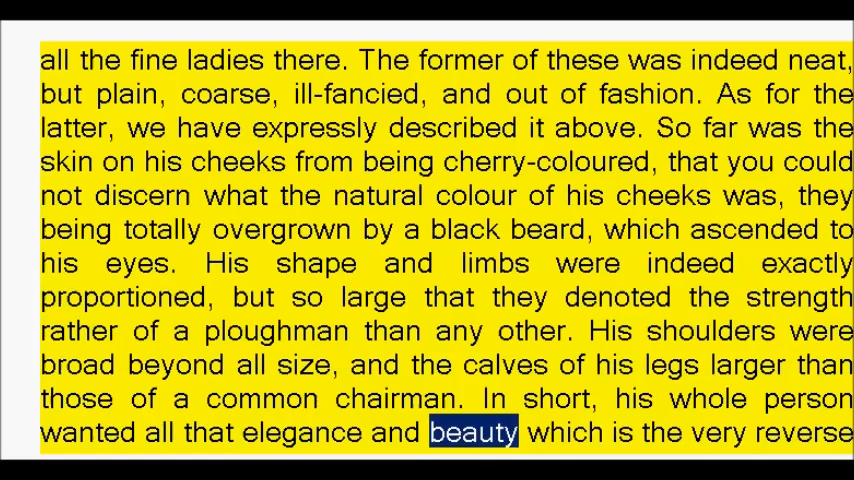 all the fine ladies there. The former of these was indeed neat,
but plain, coarse, ill-fancied, and out of fashion. As for the
latter, we have expressly described it above. So far was the
skin on his cheeks from being cherry-coloured, that you could
not discern what the natural colour of his cheeks was, they
being totally overgrown by a black beard, which ascended to
his eyes. His shape and limbs were indeed exactly
proportioned, but so large that they denoted the strength
rather of a ploughman than any other. His shoulders were
broad beyond all size, and the calves of his legs larger than
those of a common chairman. In short, his whole person
wanted all that elegance and beauty which is the very reverse